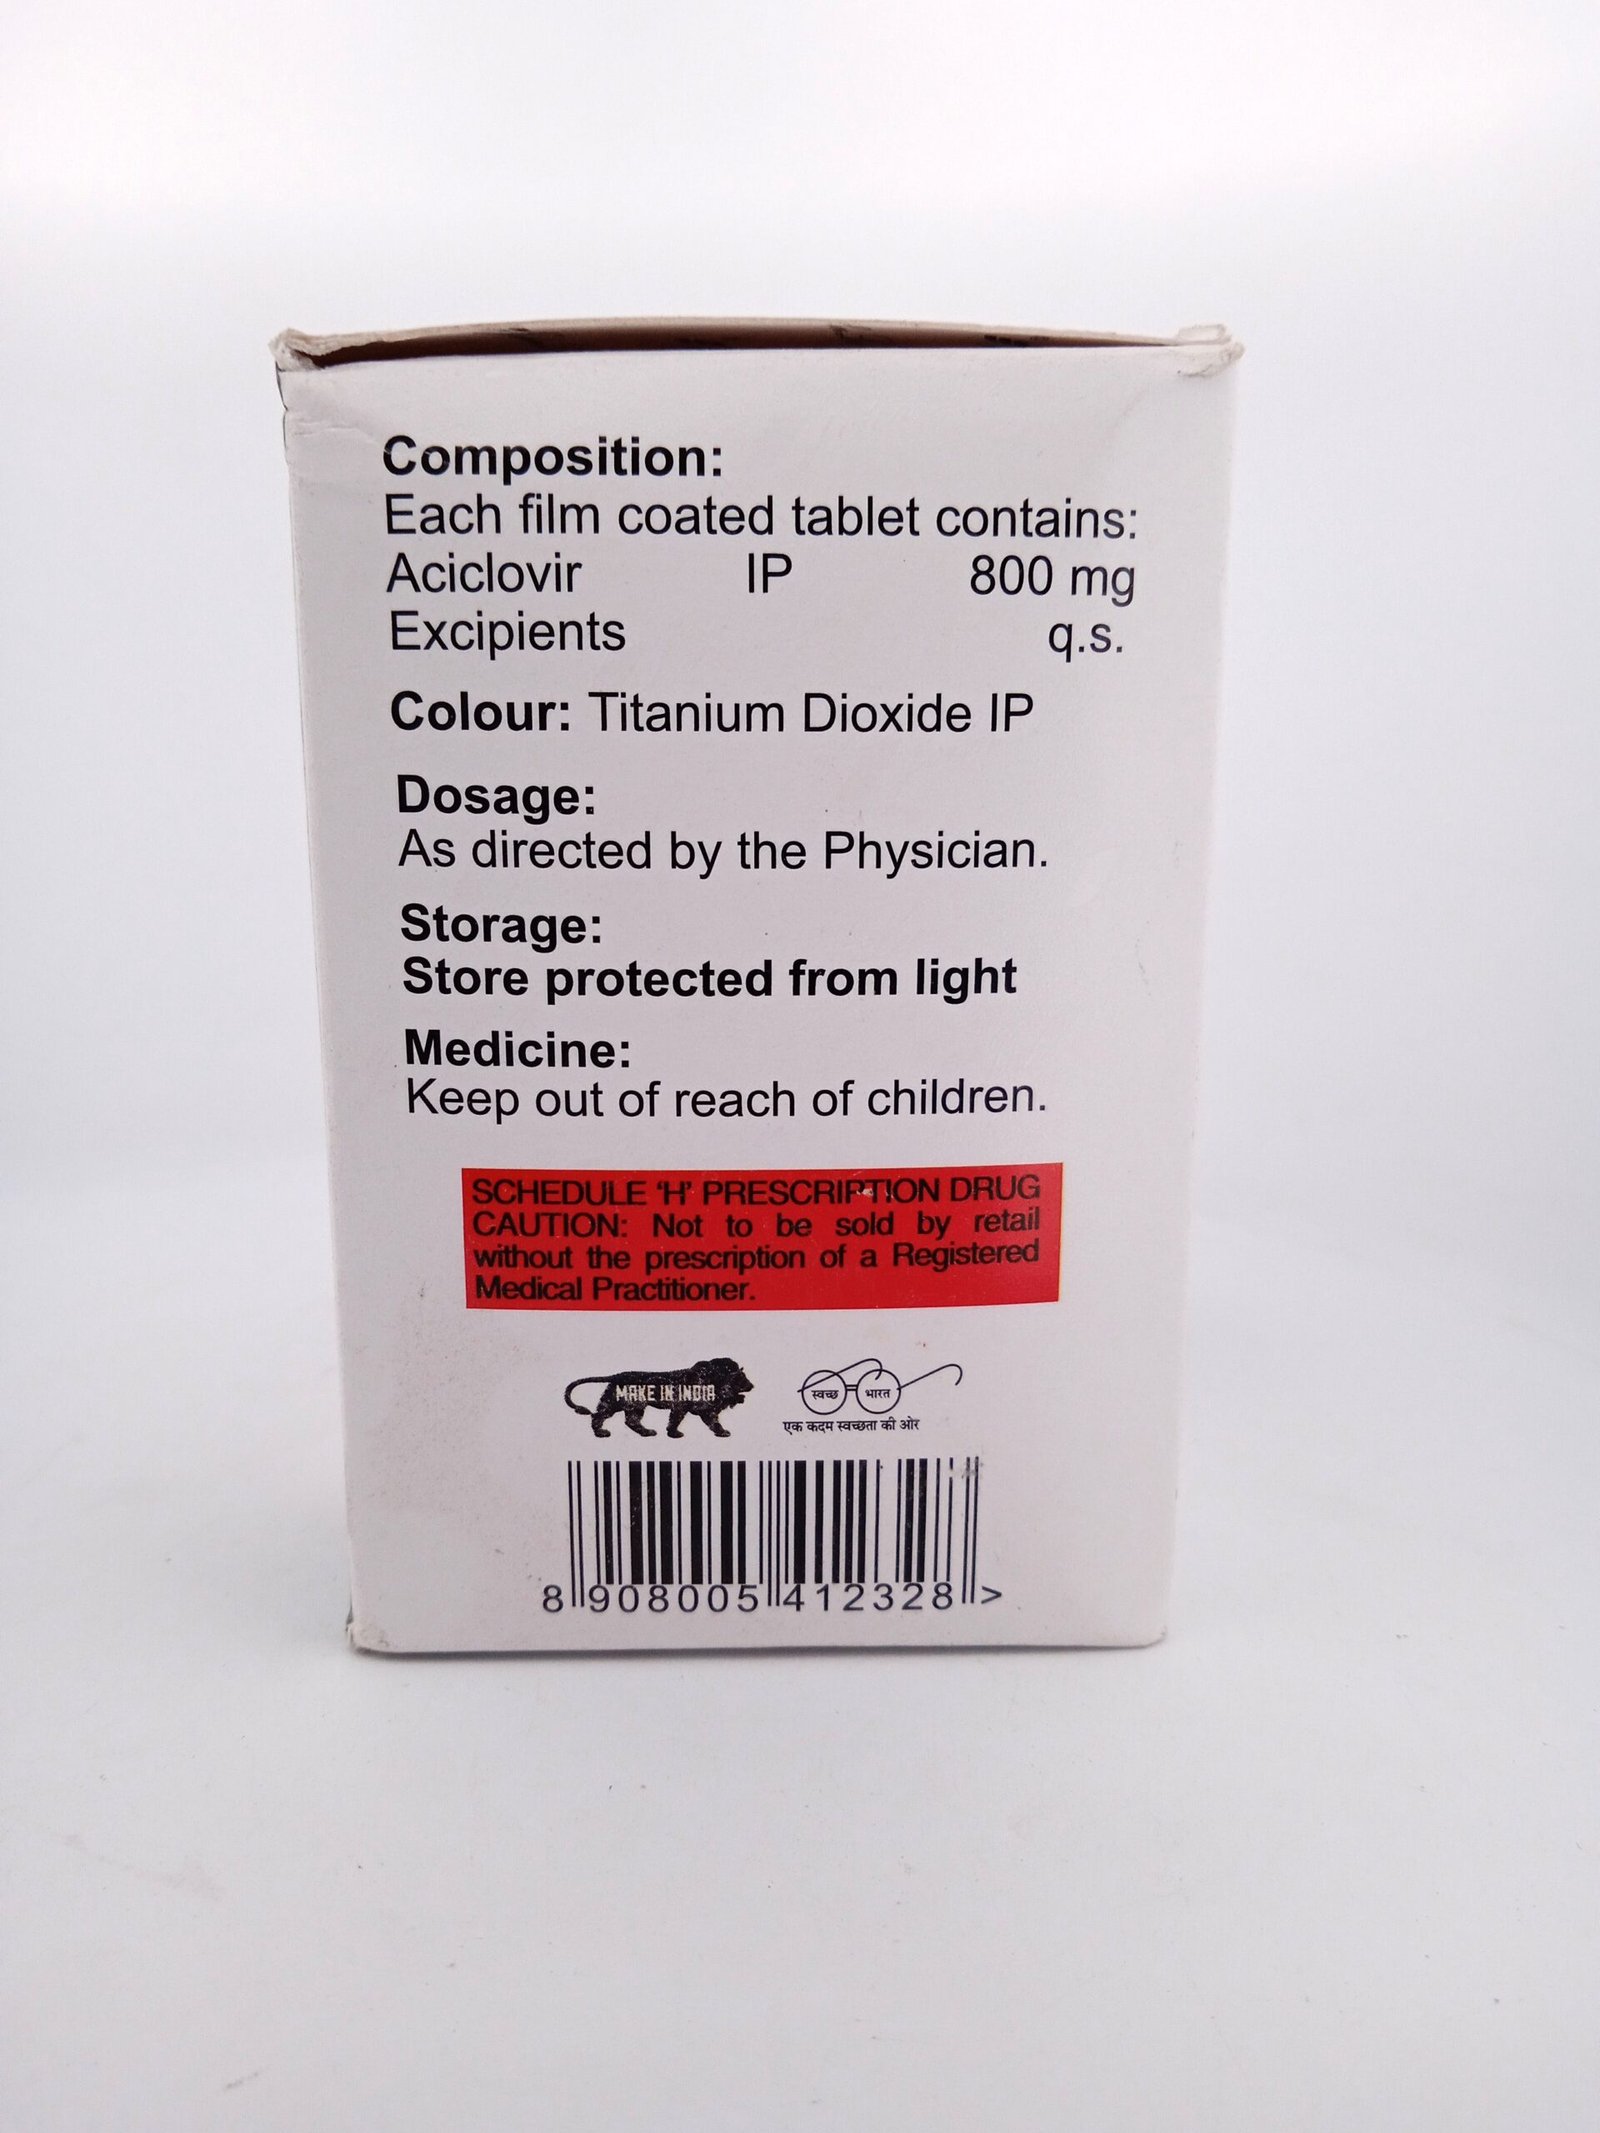 Composition:
Each film coated tablet contains:
Aciclovir IP 800 mg
Excipients q.s.
Colour: Titanium Dioxide IP
Dosage:
As directed by the Physician.
Storage:
Store protected from light
Medicine:
Keep out of reach of children.
SCHEDULE 'H' PRESCRIPTION DRUG
CAUTION: Not to be sold by retail
without the prescription of a Registered
Medical Practitioner.
MAKE IN INDIA
स्वच्छ भारत
एक कदम स्वच्छता की ओर
8 908005 412328 >